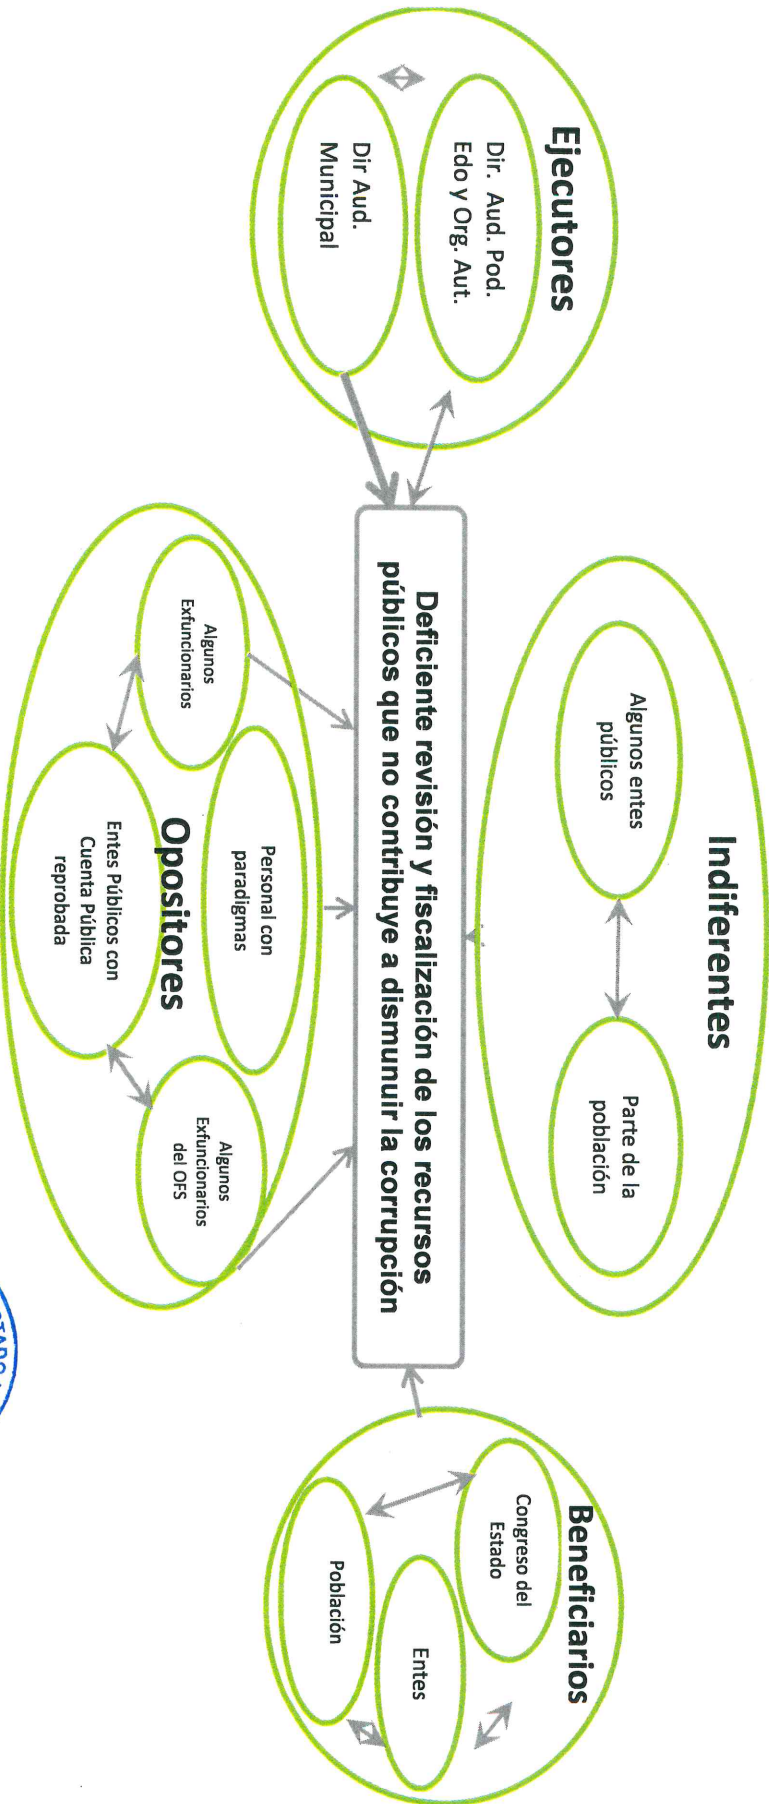 Ejecutores
Dir. Aud. Pod.
Edo y Org. Aut.
Dir Aud.
Municipal
Indiferentes
Algunos entes
públicos
Parte de la
población
Deficiente revisión y fiscalización de los recursos
públicos que no contribuye a dismunuir la corrupción
Opositores
Algunos
Exfuncionarios
Personal con
paradigmas
Entes Públicos con
Cuenta Pública
reprobada
Algunos
Exfuncionarios
del OFS
Beneficiarios
Congreso del
Estado
Entes
Población